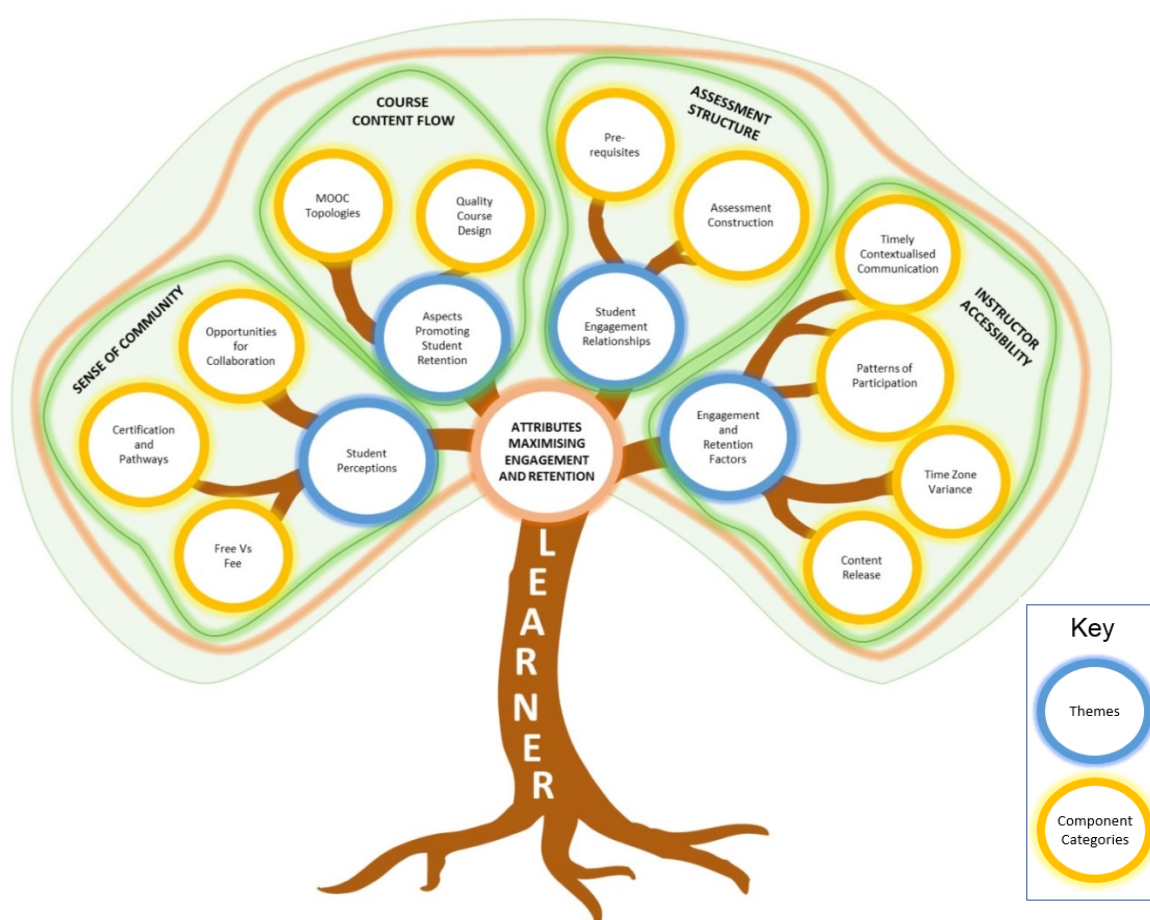 COURSE
CONTENT FLOW
MOOC
Topologies
Quality
Course
Design
Aspects
Promoting
Student
Retention
ASSESSMENT
STRUCTURE
Pre-
requisites
Assessment
Construction
Student
Engagement
Relationships
SENSE OF COMMUNITY
Opportunities
for
Collaboration
Certification
and
Pathways
Free Vs
Fee
Student
Perceptions
ATTRIBUTES
MAXIMISING
ENGAGEMENT
AND RETENTION
INSTRUCTOR
ACCESSIBILITY
Timely
Contextualised
Communication
Patterns of
Participation
Engagement
and
Retention
Factors
Time Zone
Variance
Content
Release
LEARNER
Key
Themes
Component
Categories